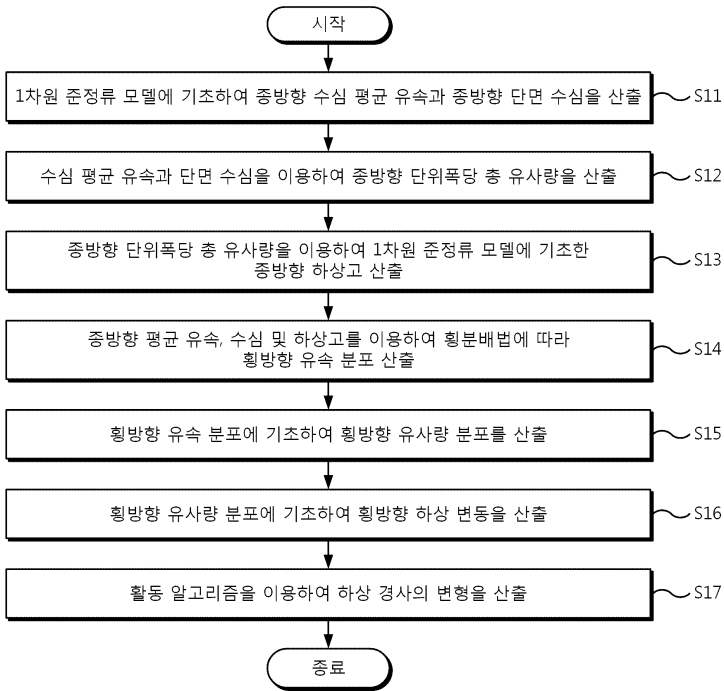 시작
1차원 준정류 모델에 기초하여 종방향 수심 평균 유속과 종방향 단면 수심을 산출
S11
수심 평균 유속과 단면 수심을 이용하여 종방향 단위폭당 총 유사량을 산출
S12
종방향 단위폭당 총 유사량을 이용하여 1차원 준정류 모델에 기초한
종방향 하상고 산출
S13
종방향 평균 유속, 수심 및 하상고를 이용하여 횡분배법에 따라
횡방향 유속 분포 산출
S14
횡방향 유속 분포에 기초하여 횡방향 유사량 분포를 산출
S15
횡방향 유사량 분포에 기초하여 횡방향 하상 변동을 산출
S16
활동 알고리즘을 이용하여 하상 경사의 변형을 산출
S17
종료